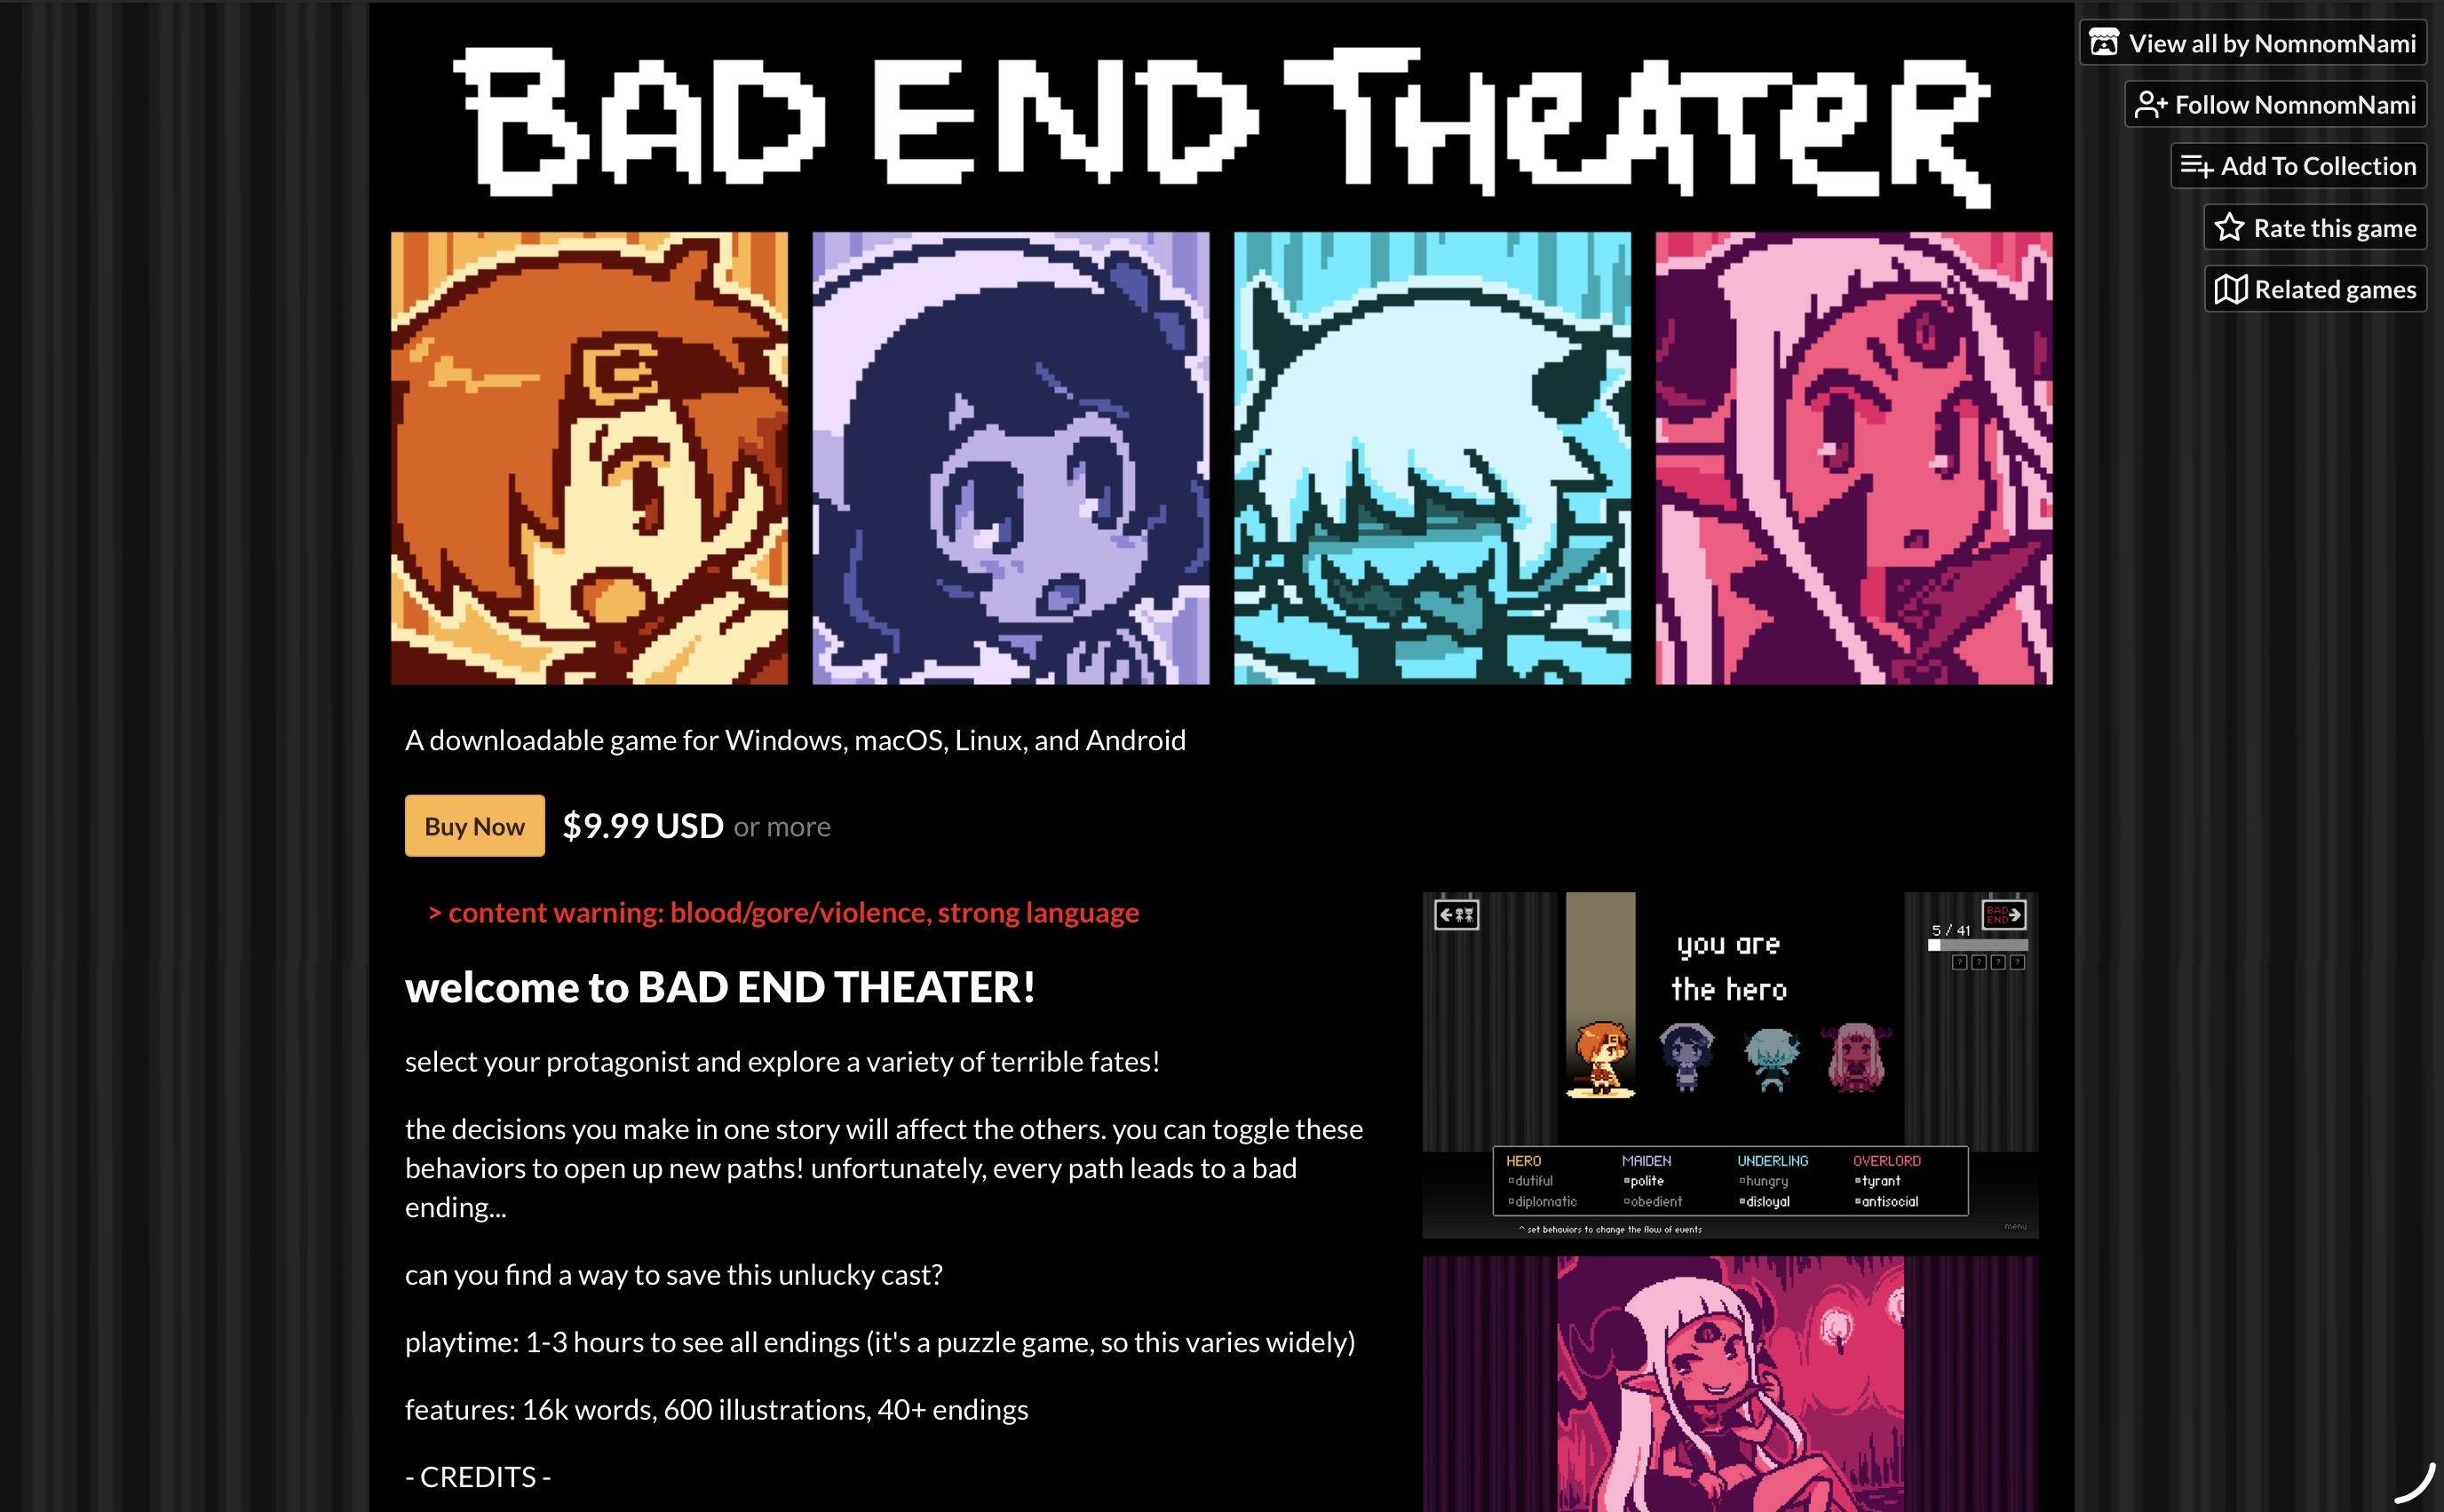 BAD END THEATER
View all by NomnomNami
Follow NomnomNami
Add To Collection
Rate this game
Related games
A downloadable game for Windows, macOS, Linux, and Android
Buy Now $9.99 USD or more
> content warning: blood/gore/violence, strong language
welcome to BAD END THEATER!
select your protagonist and explore a variety of terrible fates!
the decisions you make in one story will affect the others. you can toggle these
behaviors to open up new paths! unfortunately, every path leads to a bad
ending...
can you find a way to save this unlucky cast?
playtime: 1-3 hours to see all endings (it's a puzzle game, so this varies widely)
features: 16k words, 600 illustrations, 40+ endings
- CREDITS -
BAD
END
5 / 41
? ? ? ?
you are
the hero
HERO MAIDEN UNDERLING OVERLORD
dutiful polite hungry tyrant
diplomatic obedient disloyal antisocial
^ set behaviors to change the flow of events
menu